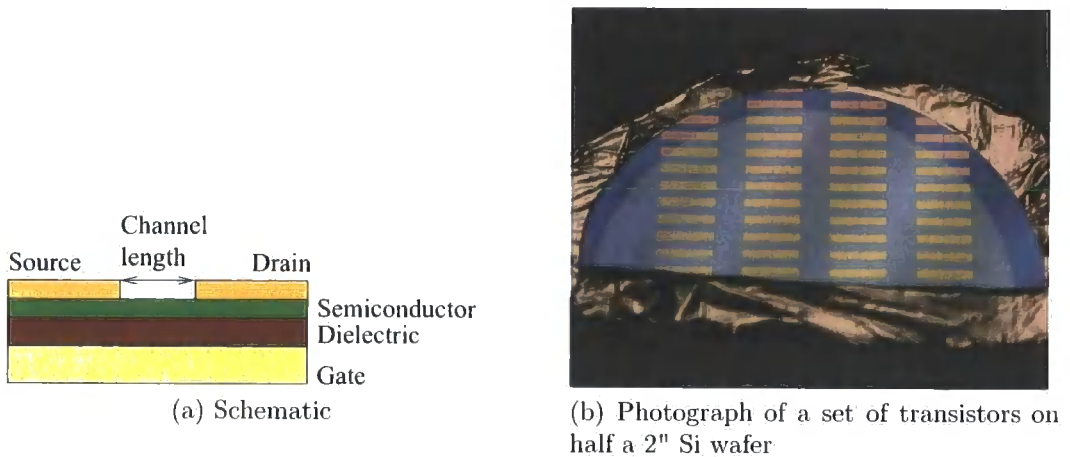 Channel
length
Source
Drain
Semiconductor
Dielectric
Gate
(a) Schematic
(b) Photograph of a set of transistors on
half a 2" Si wafer